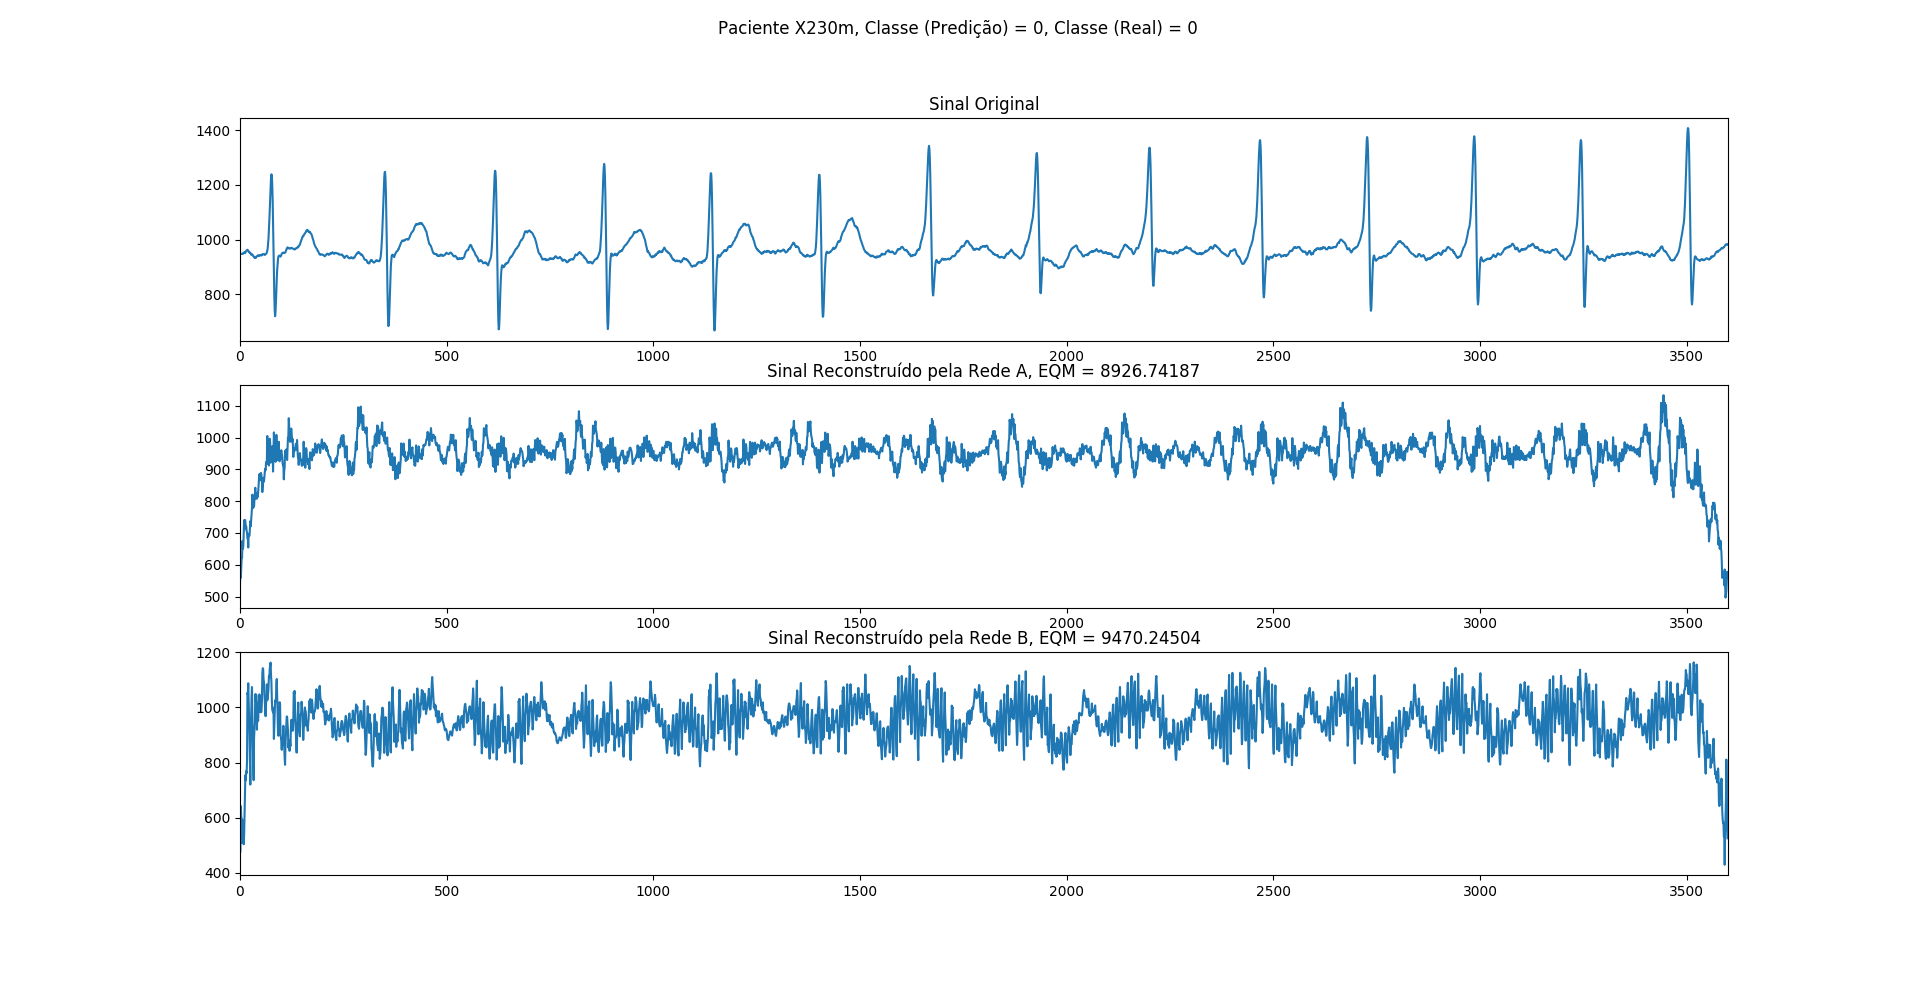 Paciente X230m, Classe (Predição) = 0, Classe (Real) = 0
Sinal Original
1400
1200
1000
800
0 500 1000 1500 2000 2500 3000 3500
Sinal Reconstruído pela Rede A, EQM = 8926.74187
1100
1000
900
800
700
600
500
0 500 1000 1500 2000 2500 3000 3500
Sinal Reconstruído pela Rede B, EQM = 9470.24504
1200
1000
800
600
400
0 500 1000 1500 2000 2500 3000 3500